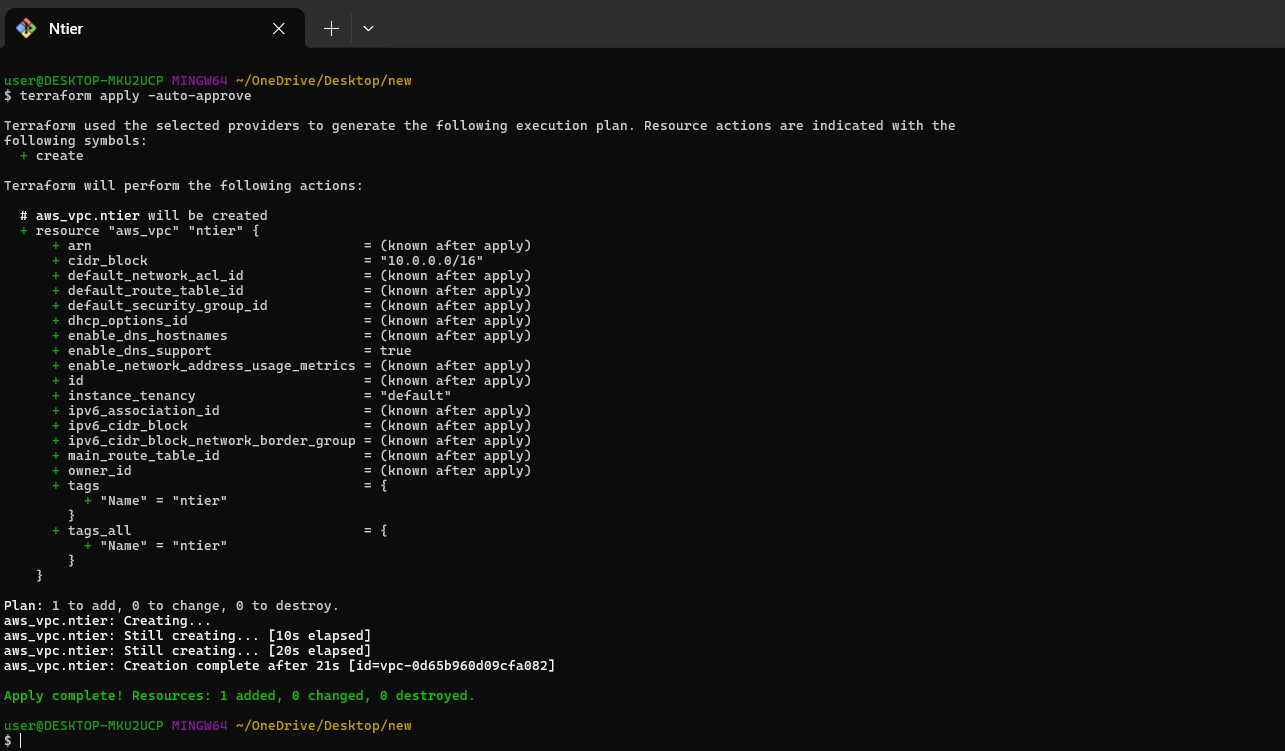 Ntier
user@DESKTOP-MKU2UCP MINGW64 ~/OneDrive/Desktop/new
$ terraform apply -auto-approve
Terraform used the selected providers to generate the following execution plan. Resource actions are indicated with the
following symbols:
  + create
Terraform will perform the following actions:
  # aws_vpc.ntier will be created
  + resource "aws_vpc" "ntier" {
      + arn                                  = (known after apply)
      + cidr_block                           = "10.0.0.0/16"
      + default_network_acl_id               = (known after apply)
      + default_route_table_id               = (known after apply)
      + default_security_group_id            = (known after apply)
      + dhcp_options_id                      = (known after apply)
      + enable_dns_hostnames                 = (known after apply)
      + enable_dns_support                   = true
      + enable_network_address_usage_metrics = (known after apply)
      + id                                   = (known after apply)
      + instance_tenancy                     = "default"
      + ipv6_association_id                  = (known after apply)
      + ipv6_cidr_block                      = (known after apply)
      + ipv6_cidr_block_network_border_group = (known after apply)
      + main_route_table_id                  = (known after apply)
      + owner_id                             = (known after apply)
      + tags                                 = {
          + "Name" = "ntier"
        }
      + tags_all                             = {
          + "Name" = "ntier"
        }
    }
Plan: 1 to add, 0 to change, 0 to destroy.
aws_vpc.ntier: Creating...
aws_vpc.ntier: Still creating... [10s elapsed]
aws_vpc.ntier: Still creating... [20s elapsed]
aws_vpc.ntier: Creation complete after 21s [id=vpc-0d65b960d09cfa082]
Apply complete! Resources: 1 added, 0 changed, 0 destroyed.
user@DESKTOP-MKU2UCP MINGW64 ~/OneDrive/Desktop/new
$